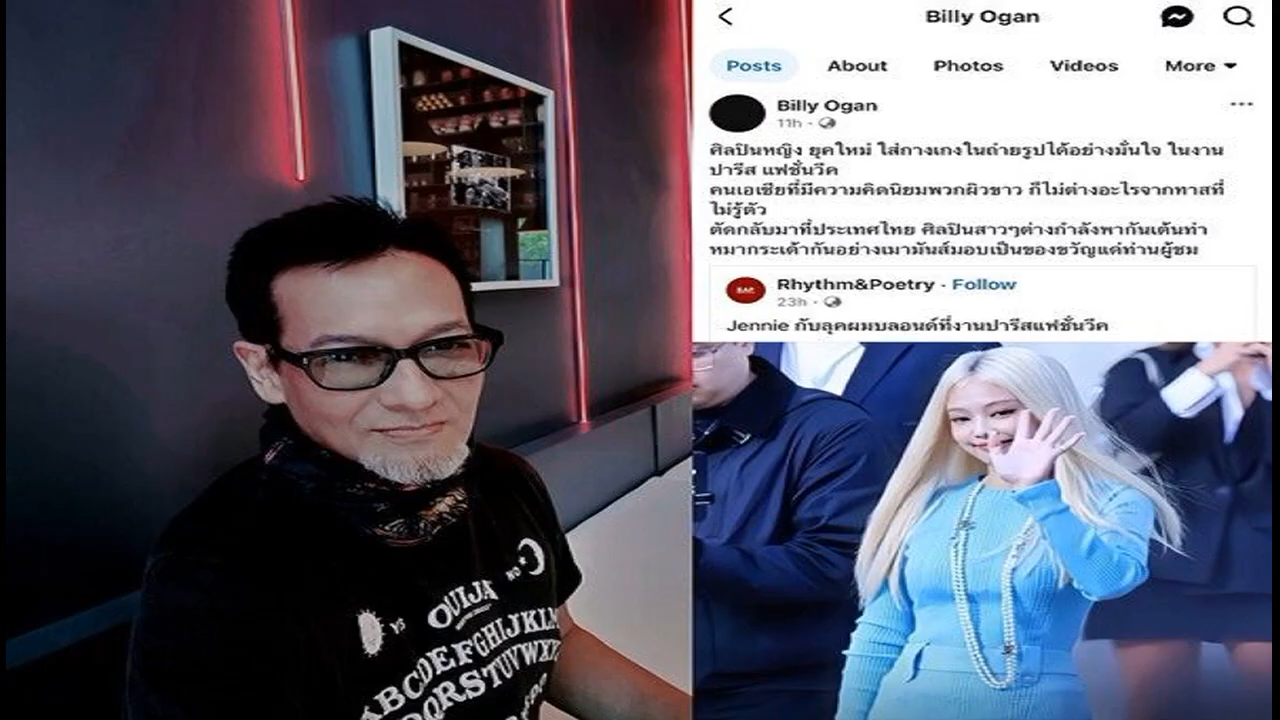 OUIJA
YS
NO
ABCDEFGHIJKLM
Billy Ogan
Posts About Photos Videos More
Billy Ogan
11h ·
ศิลปินหญิง ยุคใหม่ ใส่กางเกงในถ่ายรูปได้อย่างมั่นใจ ในงาน
ปารีส แฟชั่นวีค
คนเอเชียที่มีความคิดนิยมพวกผิวขาว ก็ไม่ต่างอะไรจากทาสที่
ไม่รู้ตัว
ตัดกลับมาที่ประเทศไทย ศิลปินสาวๆต่างกำลังพากันเต้นทำ
หมากระเด้ากันอย่างเมามันส์มอบเป็นของขวัญแด่ท่านผู้ชม
Rhythm&Poetry · Follow
23h ·
Jennie กับลุคผมบลอนด์ที่งานปารีสแฟชั่นวีค